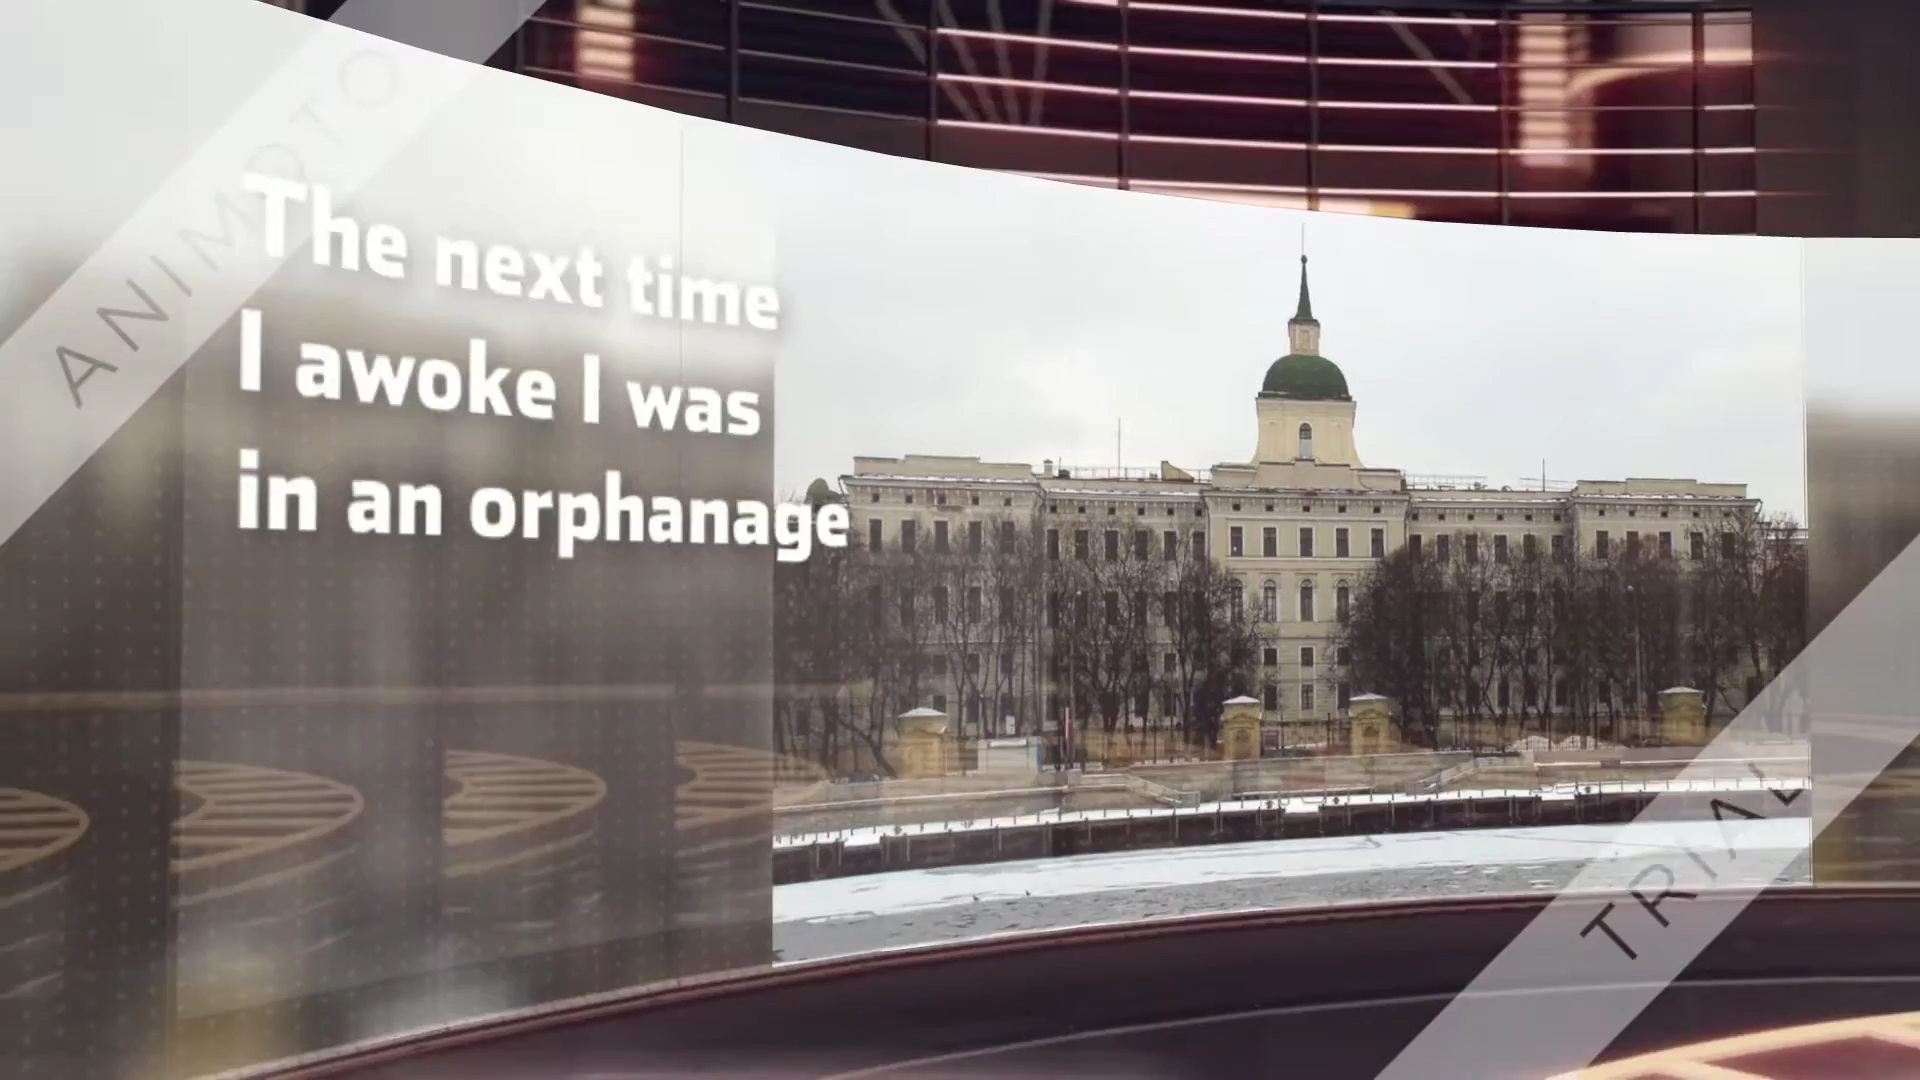 ANIMOTO
The next time
I awoke I was
in an orphanage
TRIAL